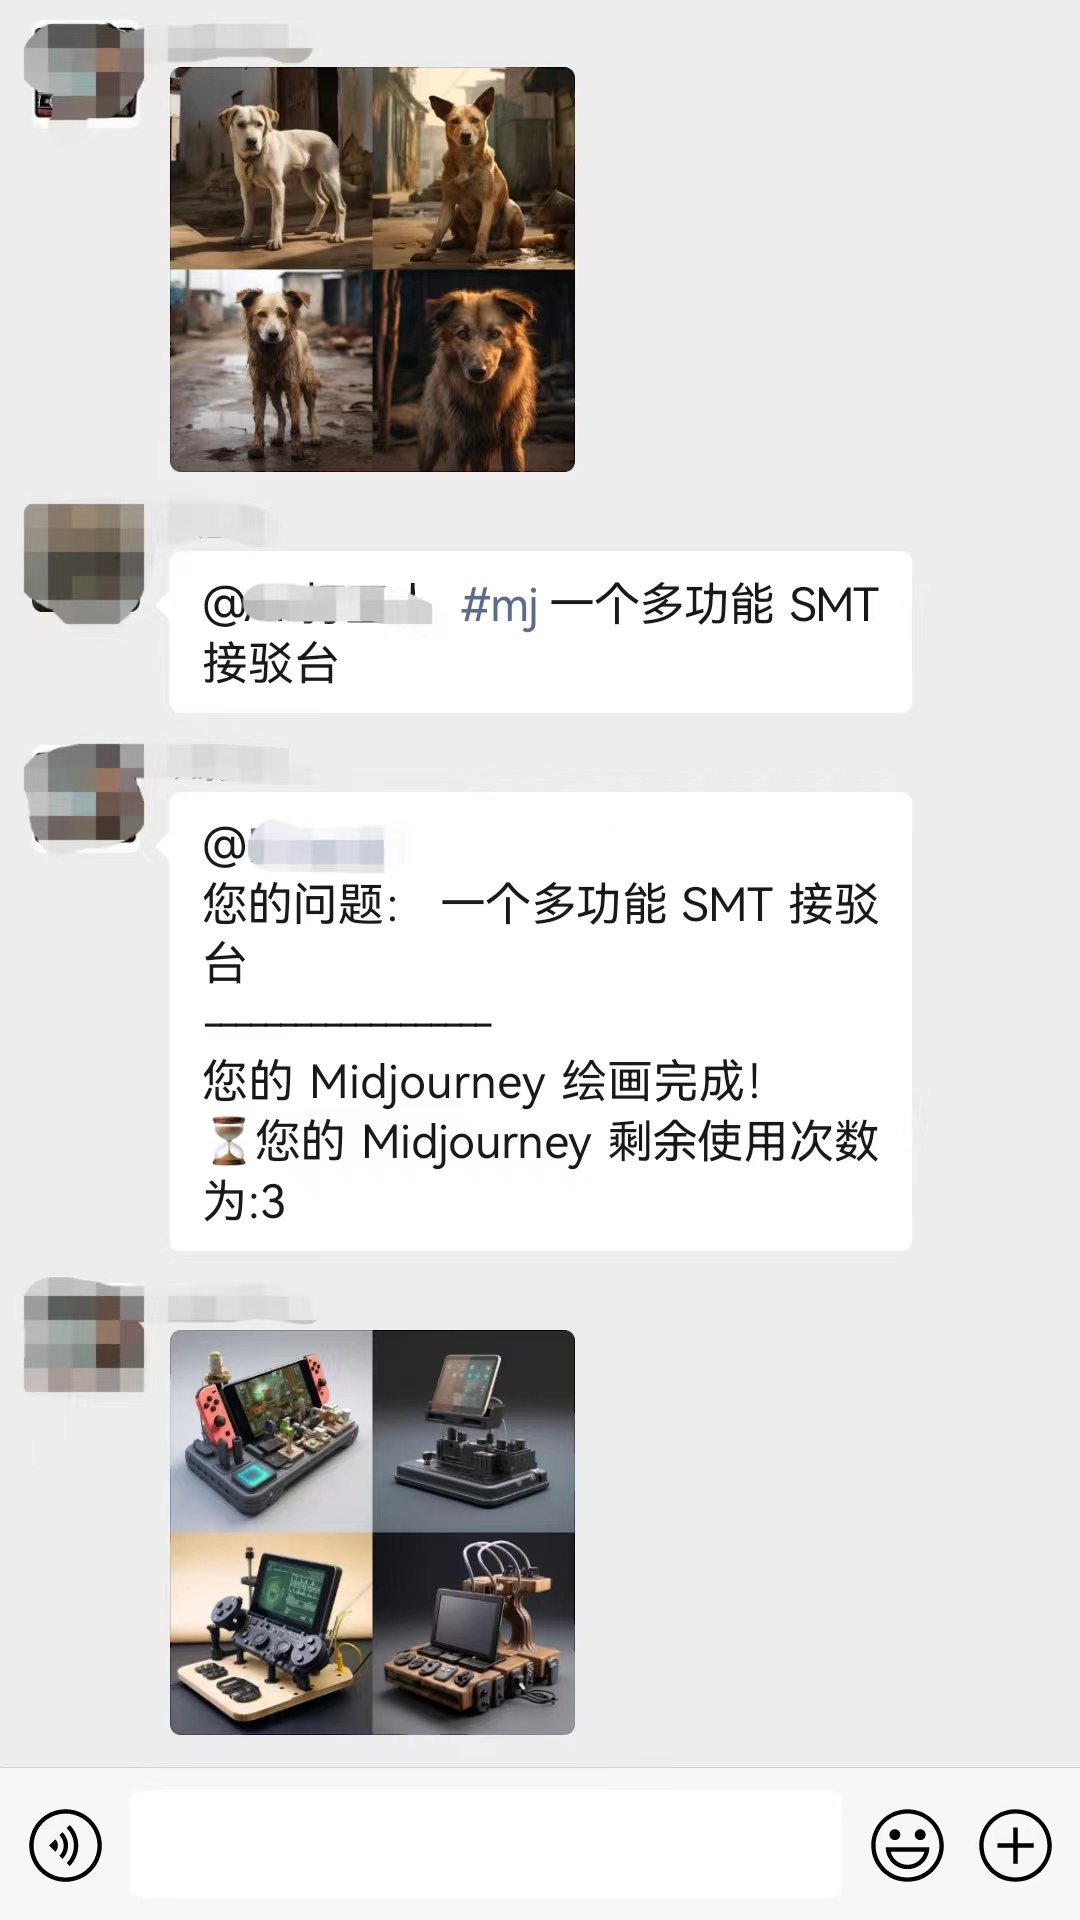 @ #mj 一个多功能 SMT
接驳台
@
您的问题： 一个多功能 SMT 接驳
台
———————————
您的 Midjourney 绘画完成！
⏳您的 Midjourney 剩余使用次数
为:3